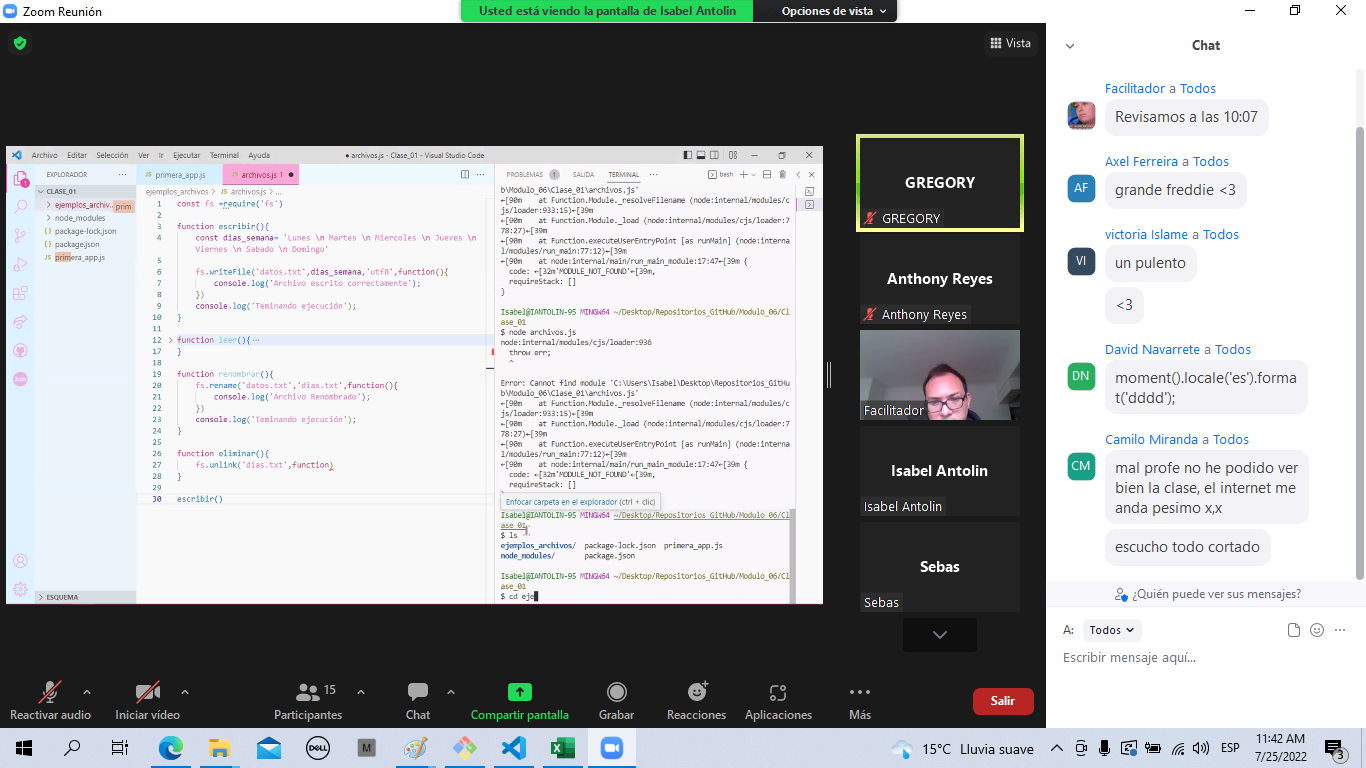 Zoom Reunión
Usted está viendo la pantalla de Isabel Antolin
Opciones de vista
Vista
Archivo Editar Selección Ver Ir Ejecutar Terminal Ayuda
● archivos.js - Clase_01 - Visual Studio Code
EXPLORADOR
CLASE_01
ejemplos_archiv...
prim
node_modules
package-lock.json
package.json
primera_app.js
ESQUEMA
primera_app.js
archivos.js 1
ejemplos_archivos > archivos.js > ...
1 const fs =require('fs')
2
3 function escribir(){
4 const dias_semana= 'Lunes \n Martes \n Miercoles \n Jueves \n
Viernes \n Sabado \n Domingo'
5
6 fs.writeFile('datos.txt',dias_semana,'utf8',function(){
7 console.log('Archivo escrito correctamente');
8 })
9 console.log('Teminando ejecución');
10 }
11
12 function leer(){ ...
17 }
18
19 function renombrar(){
20 fs.rename('datos.txt','dias.txt',function(){
21 console.log('Archivo Renombrado');
22 })
23 console.log('Teminando ejecución');
24 }
25
26 function eliminar(){
27 fs.unlink('dias.txt',function)
28 }
29
30 escribir()
PROBLEMAS 1 SALIDA TERMINAL ...
bash
b\Modulo_06\Clase_01\archivos.js'
←[90m    at Function.Module._resolveFilename (node:internal/modules/c
js/loader:933:15)←[39m
←[90m    at Function.Module._load (node:internal/modules/cjs/loader:7
78:27)←[39m
←[90m    at Function.executeUserEntryPoint [as runMain] (node:interna
l/modules/run_main:77:12)←[39m
←[90m    at node:internal/main/run_main_module:17:47←[39m {
code: ←[32m'MODULE_NOT_FOUND'←[39m,
requireStack: []
}
Isabel@IANTOLIN-95 MINGW64 ~/Desktop/Repositorios_GitHub/Modulo_06/Cl
ase_01
$ node archivos.js
node:internal/modules/cjs/loader:936
throw err;
^
Error: Cannot find module 'C:\Users\Isabel\Desktop\Repositorios_GitHu
b\Modulo_06\Clase_01\archivos.js'
←[90m    at Function.Module._resolveFilename (node:internal/modules/c
js/loader:933:15)←[39m
←[90m    at Function.Module._load (node:internal/modules/cjs/loader:7
78:27)←[39m
←[90m    at Function.executeUserEntryPoint [as runMain] (node:interna
l/modules/run_main:77:12)←[39m
←[90m    at node:internal/main/run_main_module:17:47←[39m {
code: ←[32m'MODULE_NOT_FOUND'←[39m,
requireStack: []
Enfocar carpeta en el explorador (ctrl + clic)
Isabel@IANTOLIN-95 MINGW64 ~/Desktop/Repositorios_GitHub/Modulo_06/Cl
ase_01
$ ls
ejemplos_archivos/ package-lock.json primera_app.js
node_modules/ package.json
Isabel@IANTOLIN-95 MINGW64 ~/Desktop/Repositorios_GitHub/Modulo_06/Cl
ase_01
$ cd eje
GREGORY
GREGORY
Anthony Reyes
Anthony Reyes
Facilitador
Isabel Antolin
Isabel Antolin
Sebas
Sebas
Chat
Facilitador a Todos
Revisamos a las 10:07
Axel Ferreira a Todos
AF
grande freddie <3
victoria Islame a Todos
VI
un pulento
<3
David Navarrete a Todos
DN
moment().locale('es').forma
t('dddd');
Camilo Miranda a Todos
CM
mal profe no he podido ver
bien la clase, el internet me
anda pesimo x,x
escucho todo cortado
¿Quién puede ver sus mensajes?
A: Todos
Escribir mensaje aquí...
Reactivar audio
Iniciar vídeo
15
Participantes
Chat
Compartir pantalla
Grabar
Reacciones
Aplicaciones
Más
Salir
DELL
M
15°C Lluvia suave
ESP
11:42 AM
7/25/2022
3